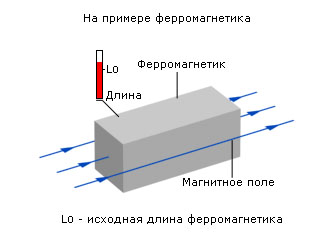 На примере ферромагнетика
Ферромагнетик
L0
Длина
Магнитное поле
L0 - исходная длина ферромагнетика